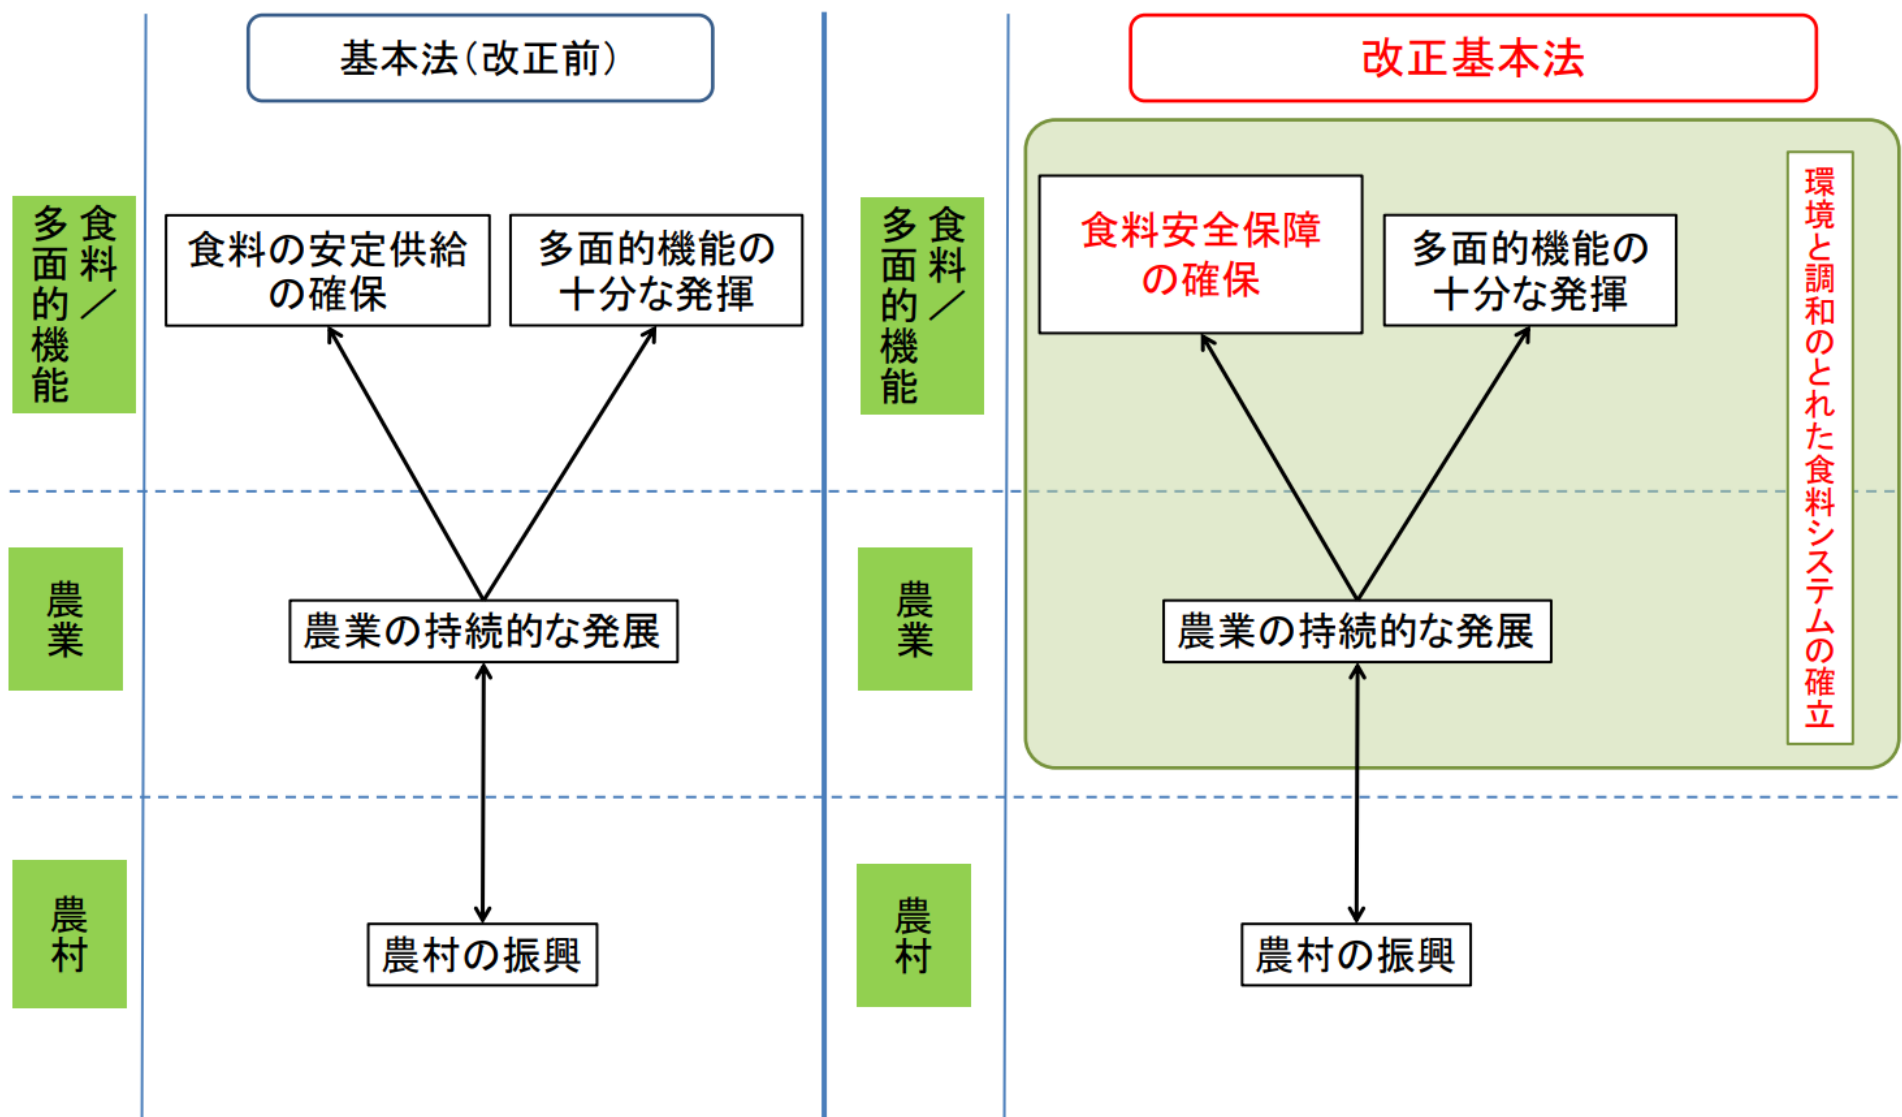 基本法（改正前）
食料／
多面的機能
食料の安定供給
の確保
多面的機能の
十分な発揮
農業
農業の持続的な発展
農村
農村の振興
改正基本法
食料／
多面的機能
食料安全保障
の確保
多面的機能の
十分な発揮
環境と調和のとれた食料システムの確立
農業
農業の持続的な発展
農村
農村の振興